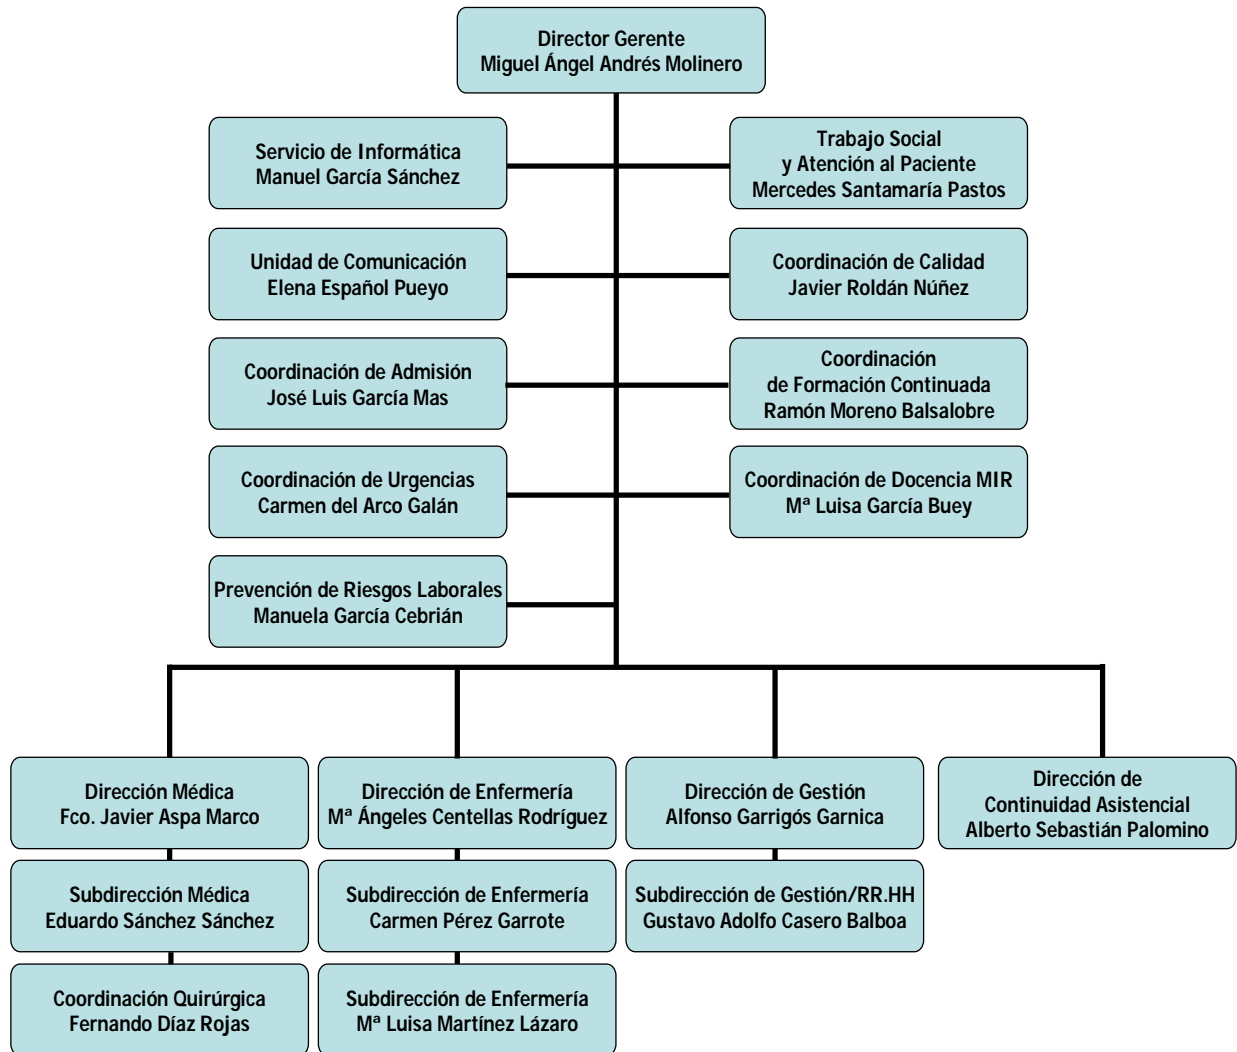 Director Gerente
Miguel Ángel Andrés Molinero
Servicio de Informática
Manuel García Sánchez
Trabajo Social
y Atención al Paciente
Mercedes Santamaría Pastos
Unidad de Comunicación
Elena Español Pueyo
Coordinación de Calidad
Javier Roldán Núñez
Coordinación de Admisión
José Luis García Mas
Coordinación
de Formación Continuada
Ramón Moreno Balsalobre
Coordinación de Urgencias
Carmen del Arco Galán
Coordinación de Docencia MIR
Mª Luisa García Buey
Prevención de Riesgos Laborales
Manuela García Cebrián
Dirección Médica
Fco. Javier Aspa Marco
Dirección de Enfermería
Mª Ángeles Centellas Rodríguez
Dirección de Gestión
Alfonso Garrigós Garnica
Dirección de
Continuidad Asistencial
Alberto Sebastián Palomino
Subdirección Médica
Eduardo Sánchez Sánchez
Subdirección de Enfermería
Carmen Pérez Garrote
Subdirección de Gestión/RR.HH
Gustavo Adolfo Casero Balboa
Coordinación Quirúrgica
Fernando Díaz Rojas
Subdirección de Enfermería
Mª Luisa Martínez Lázaro